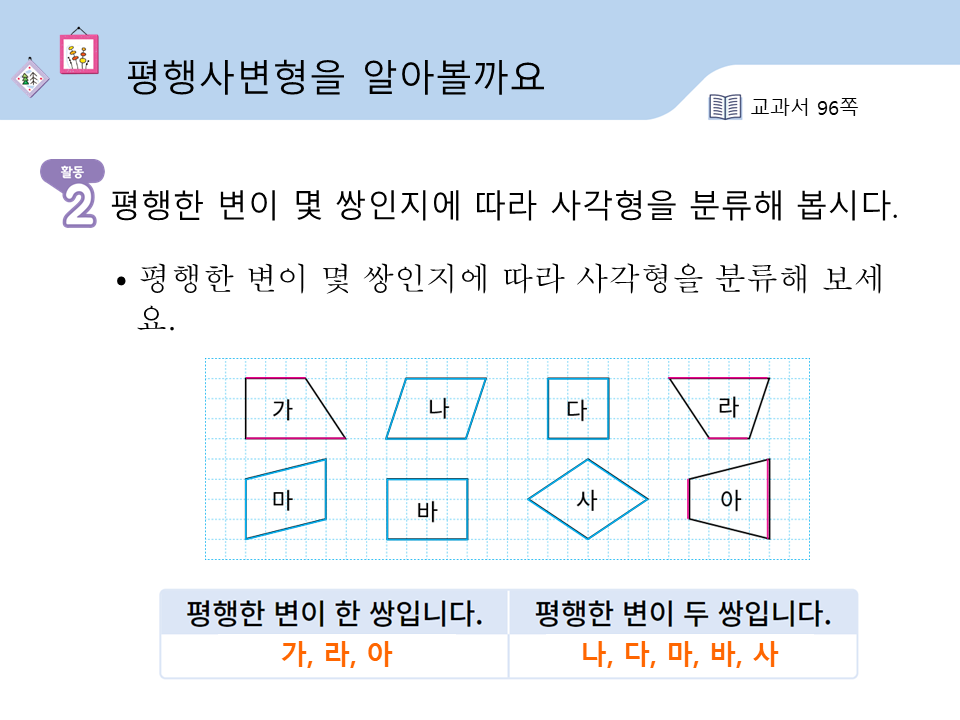 평행사변형을 알아볼까요
교과서 96쪽
활동
2 평행한 변이 몇 쌍인지에 따라 사각형을 분류해 봅시다.
• 평행한 변이 몇 쌍인지에 따라 사각형을 분류해 보세
요.
가 나 다 라
마 바 사 아
평행한 변이 한 쌍입니다. 평행한 변이 두 쌍입니다.
가, 라, 아 나, 다, 마, 바, 사